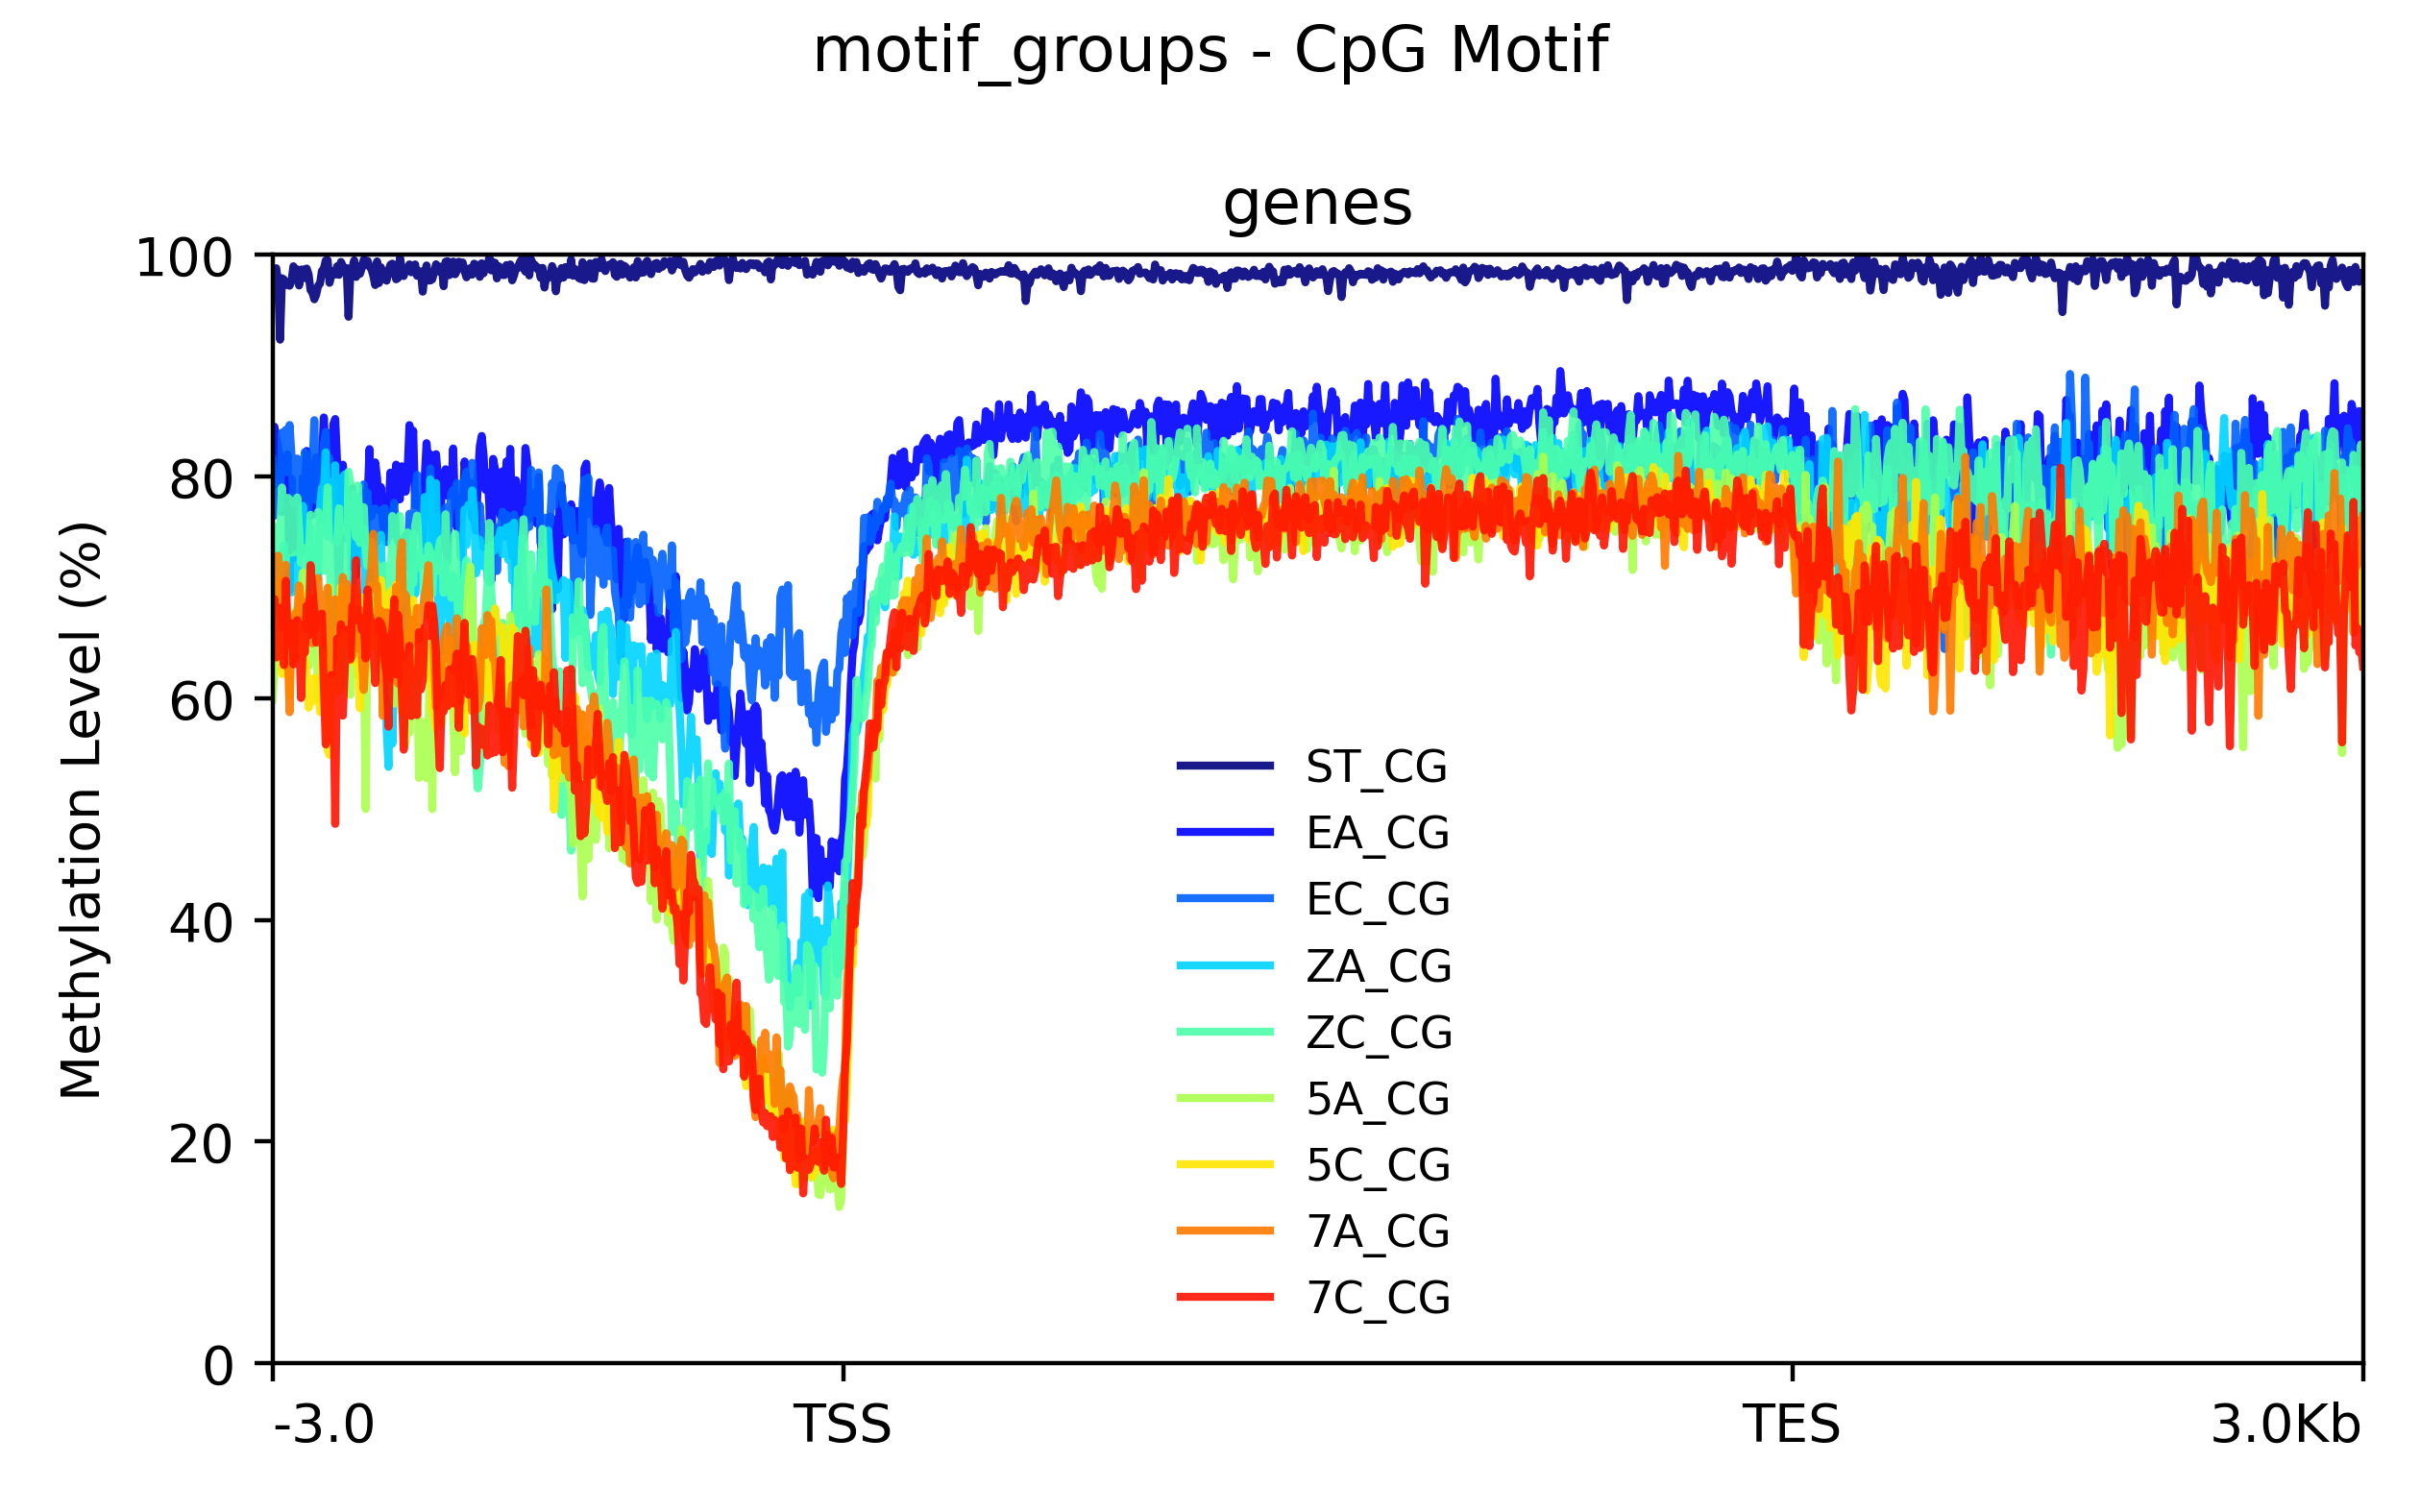 motif_groups - CpG Motif
genes
Methylation Level (%)
100
80
60
40
20
0
ST_CG
EA_CG
EC_CG
ZA_CG
ZC_CG
5A_CG
5C_CG
7A_CG
7C_CG
-3.0 TSS TES 3.0Kb